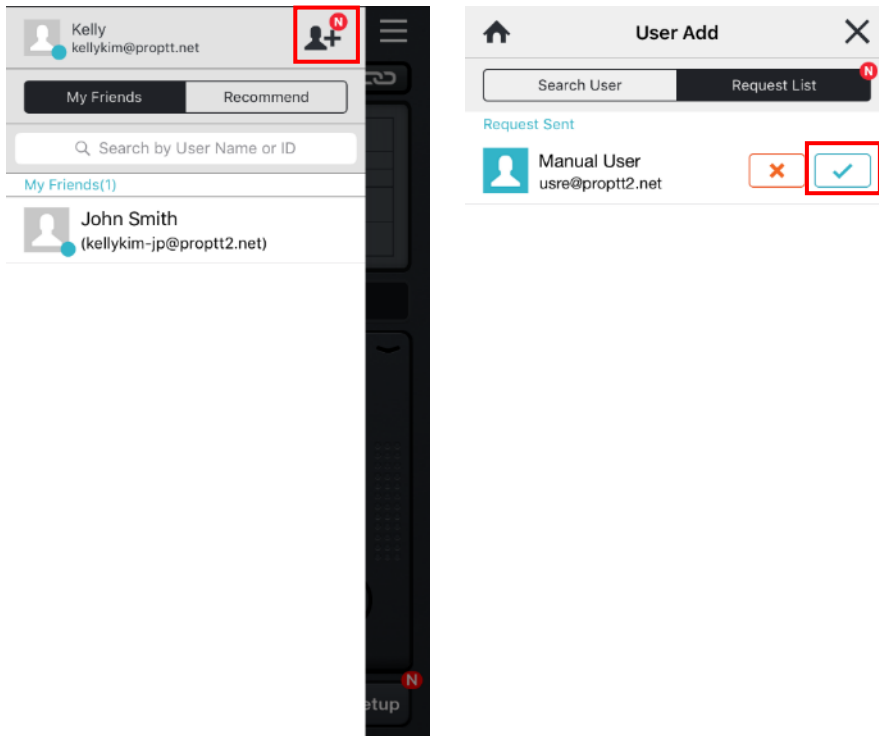 Kelly
kellykim@proptt.net
N
My Friends
Recommend
Search by User Name or ID
My Friends(1)
John Smith
(kellykim-jp@proptt2.net)
N
etup
User Add
Search User
Request List
N
Request Sent
Manual User
usre@proptt2.net